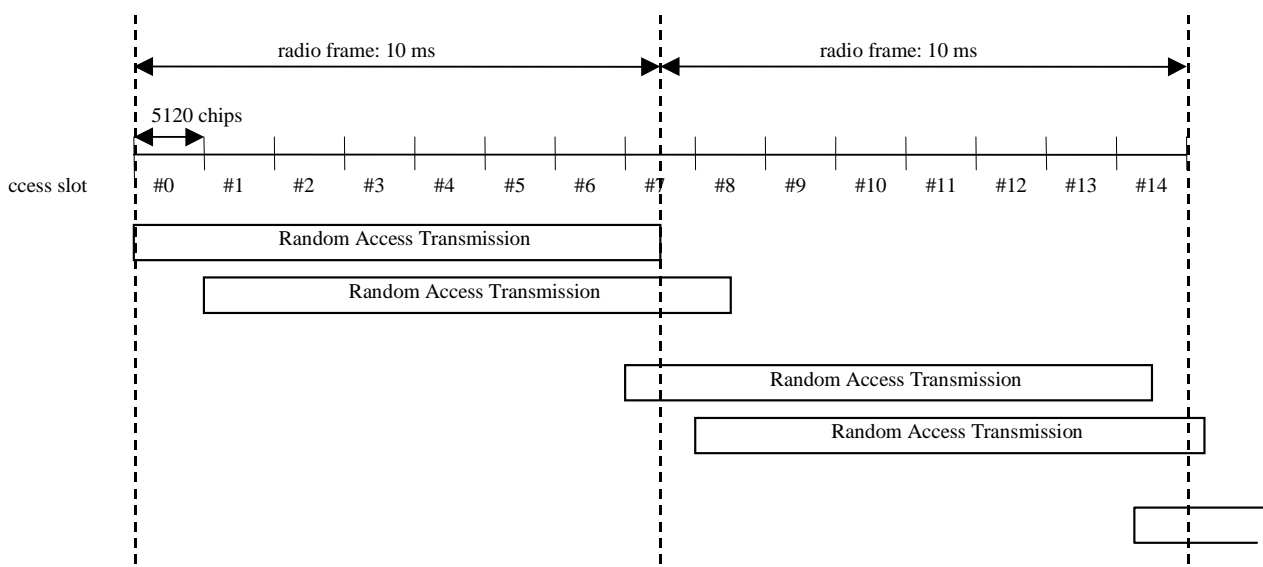 radio frame: 10 ms radio frame: 10 ms
5120 chips
ccess slot #0 #1 #2 #3 #4 #5 #6 #7 #8 #9 #10 #11 #12 #13 #14
Random Access Transmission
Random Access Transmission
Random Access Transmission
Random Access Transmission